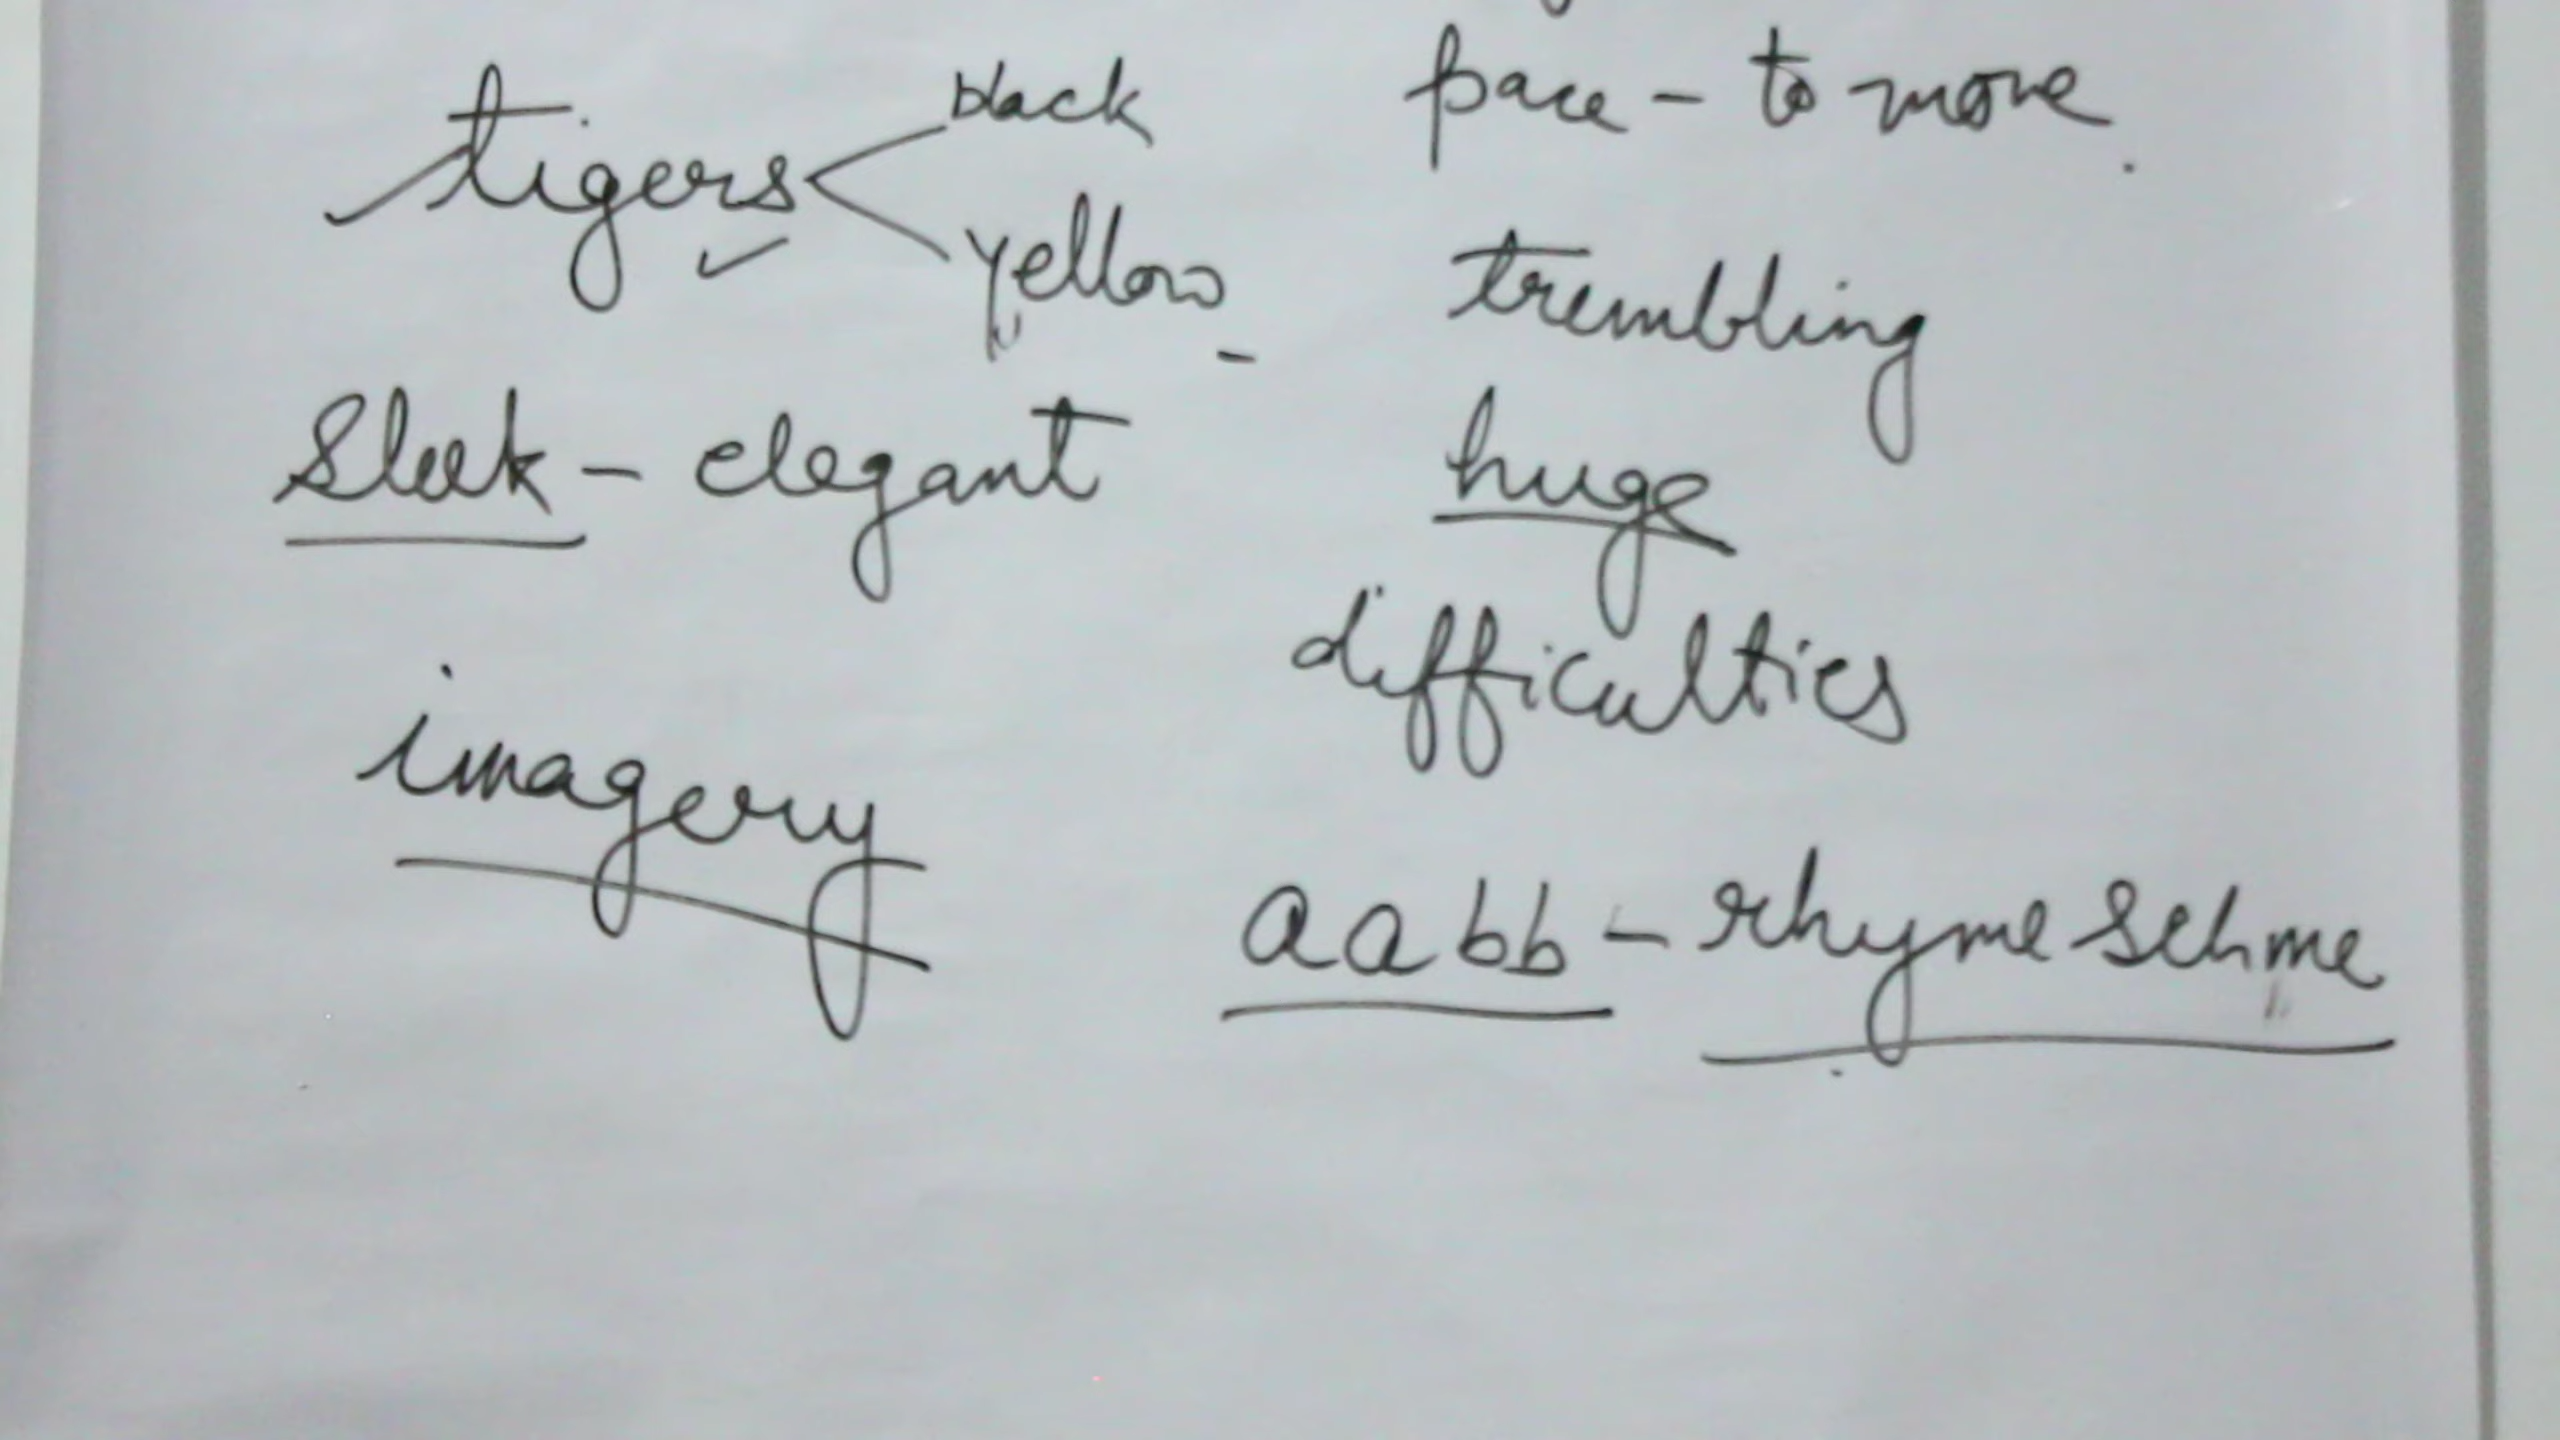 black
tigers
yellow
sleek - elegant
imagery
pace - to move.
trembling
huge
difficulties
aabb - rhyme schme